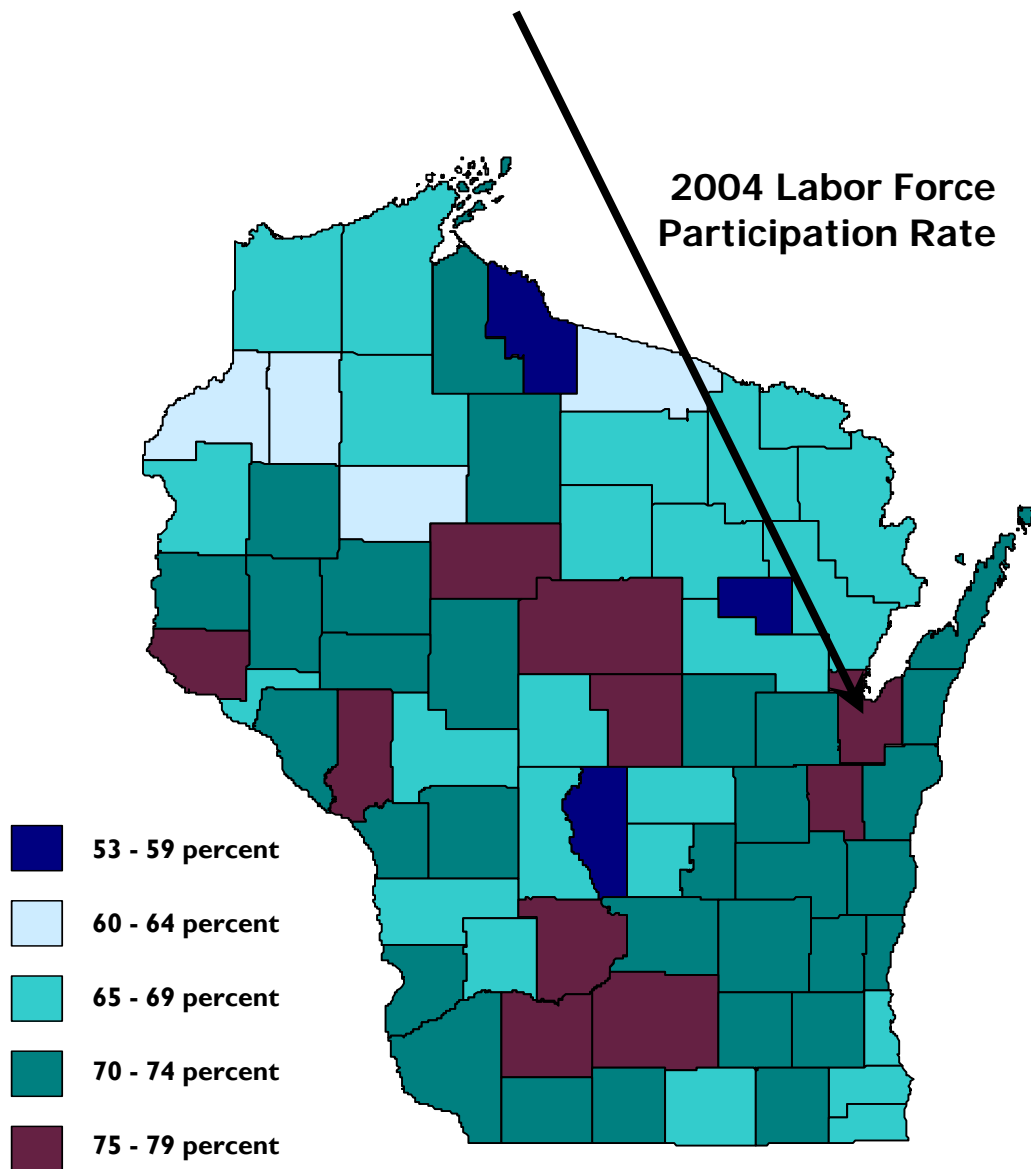 2004 Labor Force
Participation Rate
53 - 59 percent
60 - 64 percent
65 - 69 percent
70 - 74 percent
75 - 79 percent